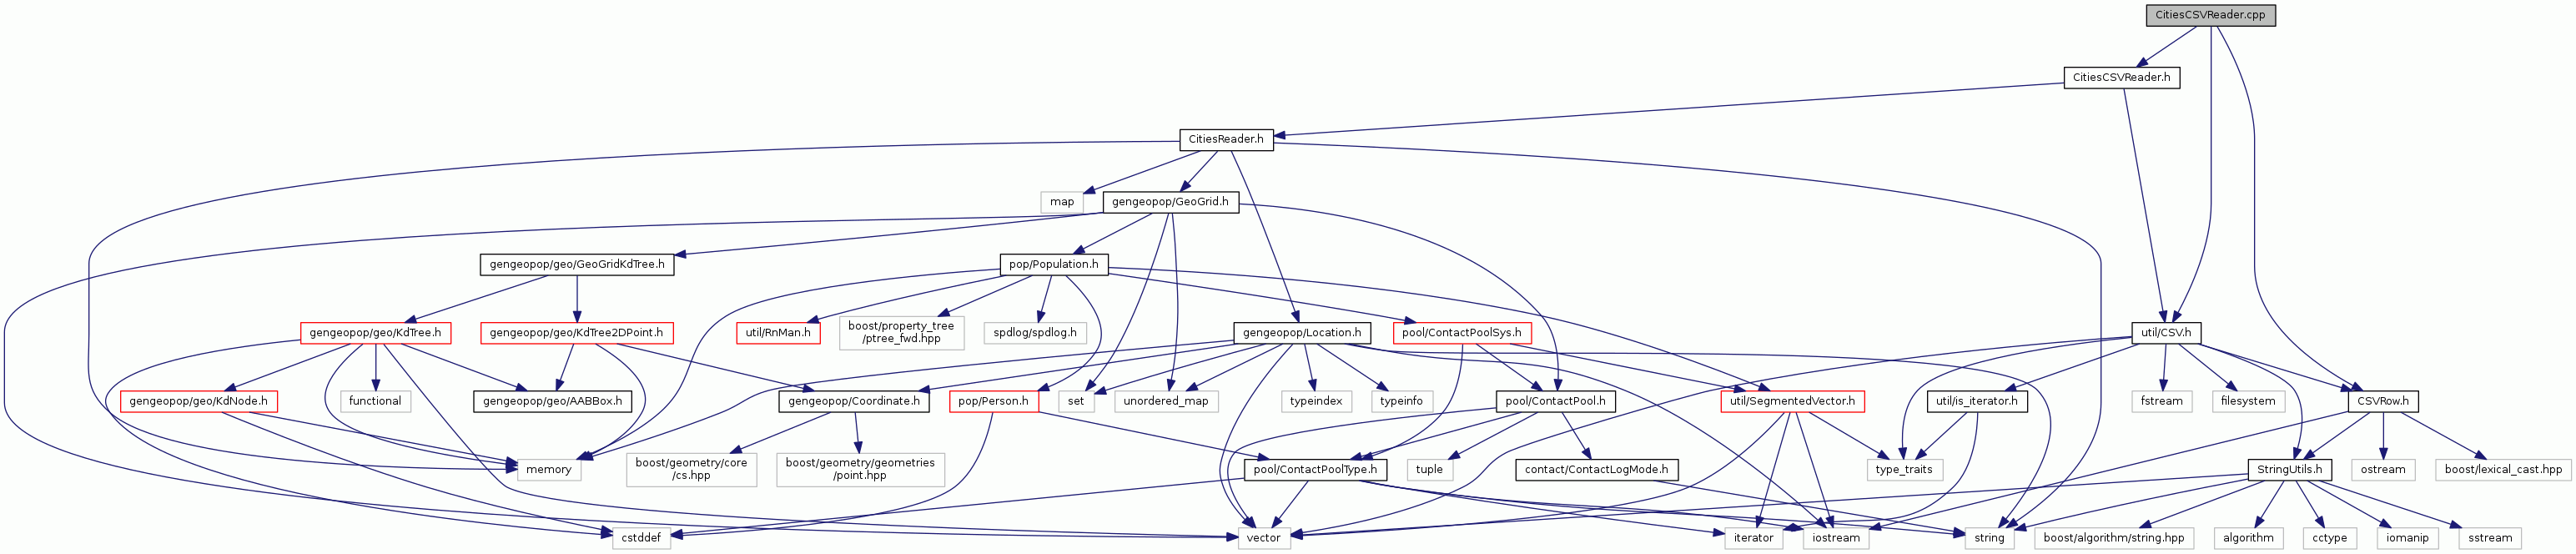 CitiesCSVReader.cpp
CitiesCSVReader.h
CitiesReader.h
map
gengeopop/GeoGrid.h
gengeopop/geo/GeoGridKdTree.h
pop/Population.h
gengeopop/geo/KdTree.h
gengeopop/geo/KdTree2DPoint.h
util/RnMan.h
boost/property_tree
/ptree_fwd.hpp
spdlog/spdlog.h
gengeopop/Location.h
pool/ContactPoolSys.h
util/CSV.h
gengeopop/geo/KdNode.h
functional
gengeopop/geo/AABBox.h
gengeopop/Coordinate.h
pop/Person.h
set
unordered_map
typeindex
typeinfo
pool/ContactPool.h
util/SegmentedVector.h
util/is_iterator.h
fstream
filesystem
CSVRow.h
memory
boost/geometry/core
/cs.hpp
boost/geometry/geometries
/point.hpp
pool/ContactPoolType.h
tuple
contact/ContactLogMode.h
type_traits
StringUtils.h
ostream
boost/lexical_cast.hpp
cstddef
vector
iterator
iostream
string
boost/algorithm/string.hpp
algorithm
cctype
iomanip
sstream